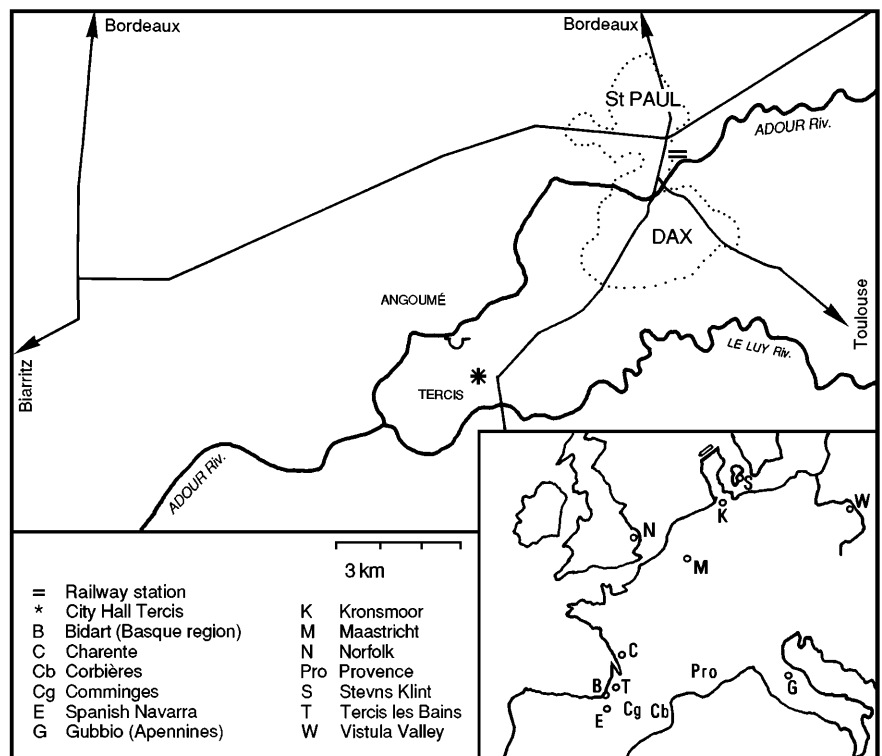 Bordeaux
Bordeaux
St PAUL
ADOUR Riv.
DAX
ANGOUMÉ
Toulouse
LE LUY Riv.
Biarritz
TERCIS
ADOUR Riv.
S
K
W
N
M
C
Pro
G
B
T
E
Cg
Cb
3 km
= Railway station
* City Hall Tercis
B Bidart (Basque region)
C Charente
Cb Corbières
Cg Comminges
E Spanish Navarra
G Gubbio (Apennines)
K Kronsmoor
M Maastricht
N Norfolk
Pro Provence
S Stevns Klint
T Tercis les Bains
W Vistula Valley